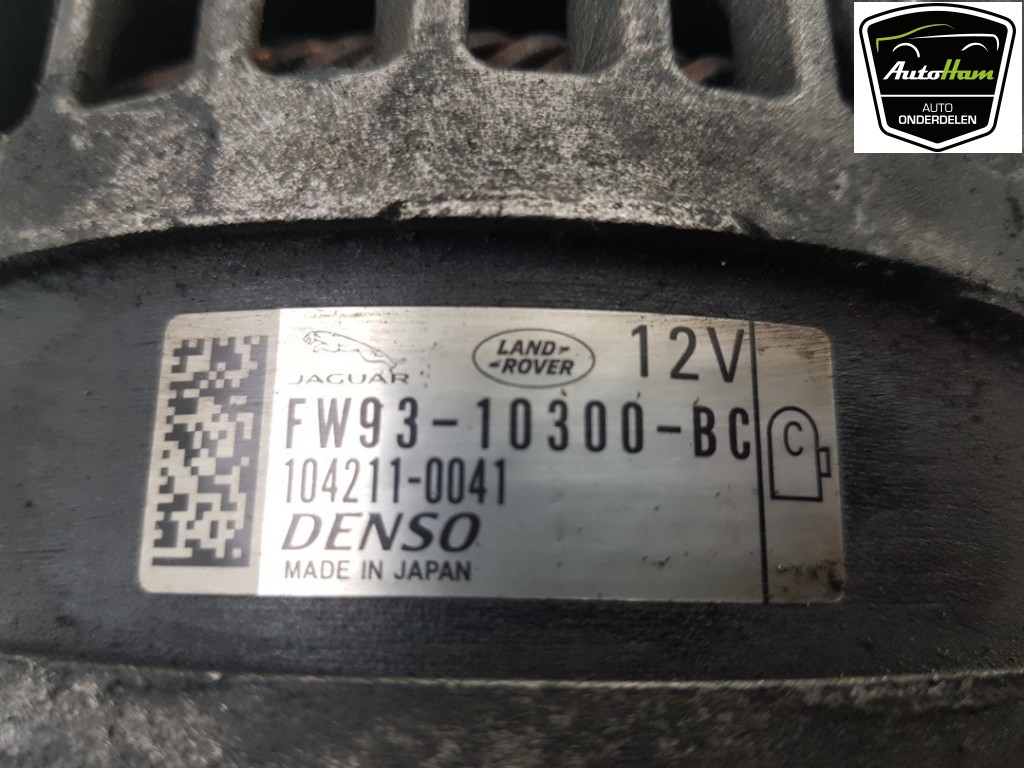 AutoHam
AUTO
ONDERDELEN
JAGUAR
LAND-
-ROVER
12V
FW93-10300-BC
C
104211-0041
DENSO
MADE IN JAPAN